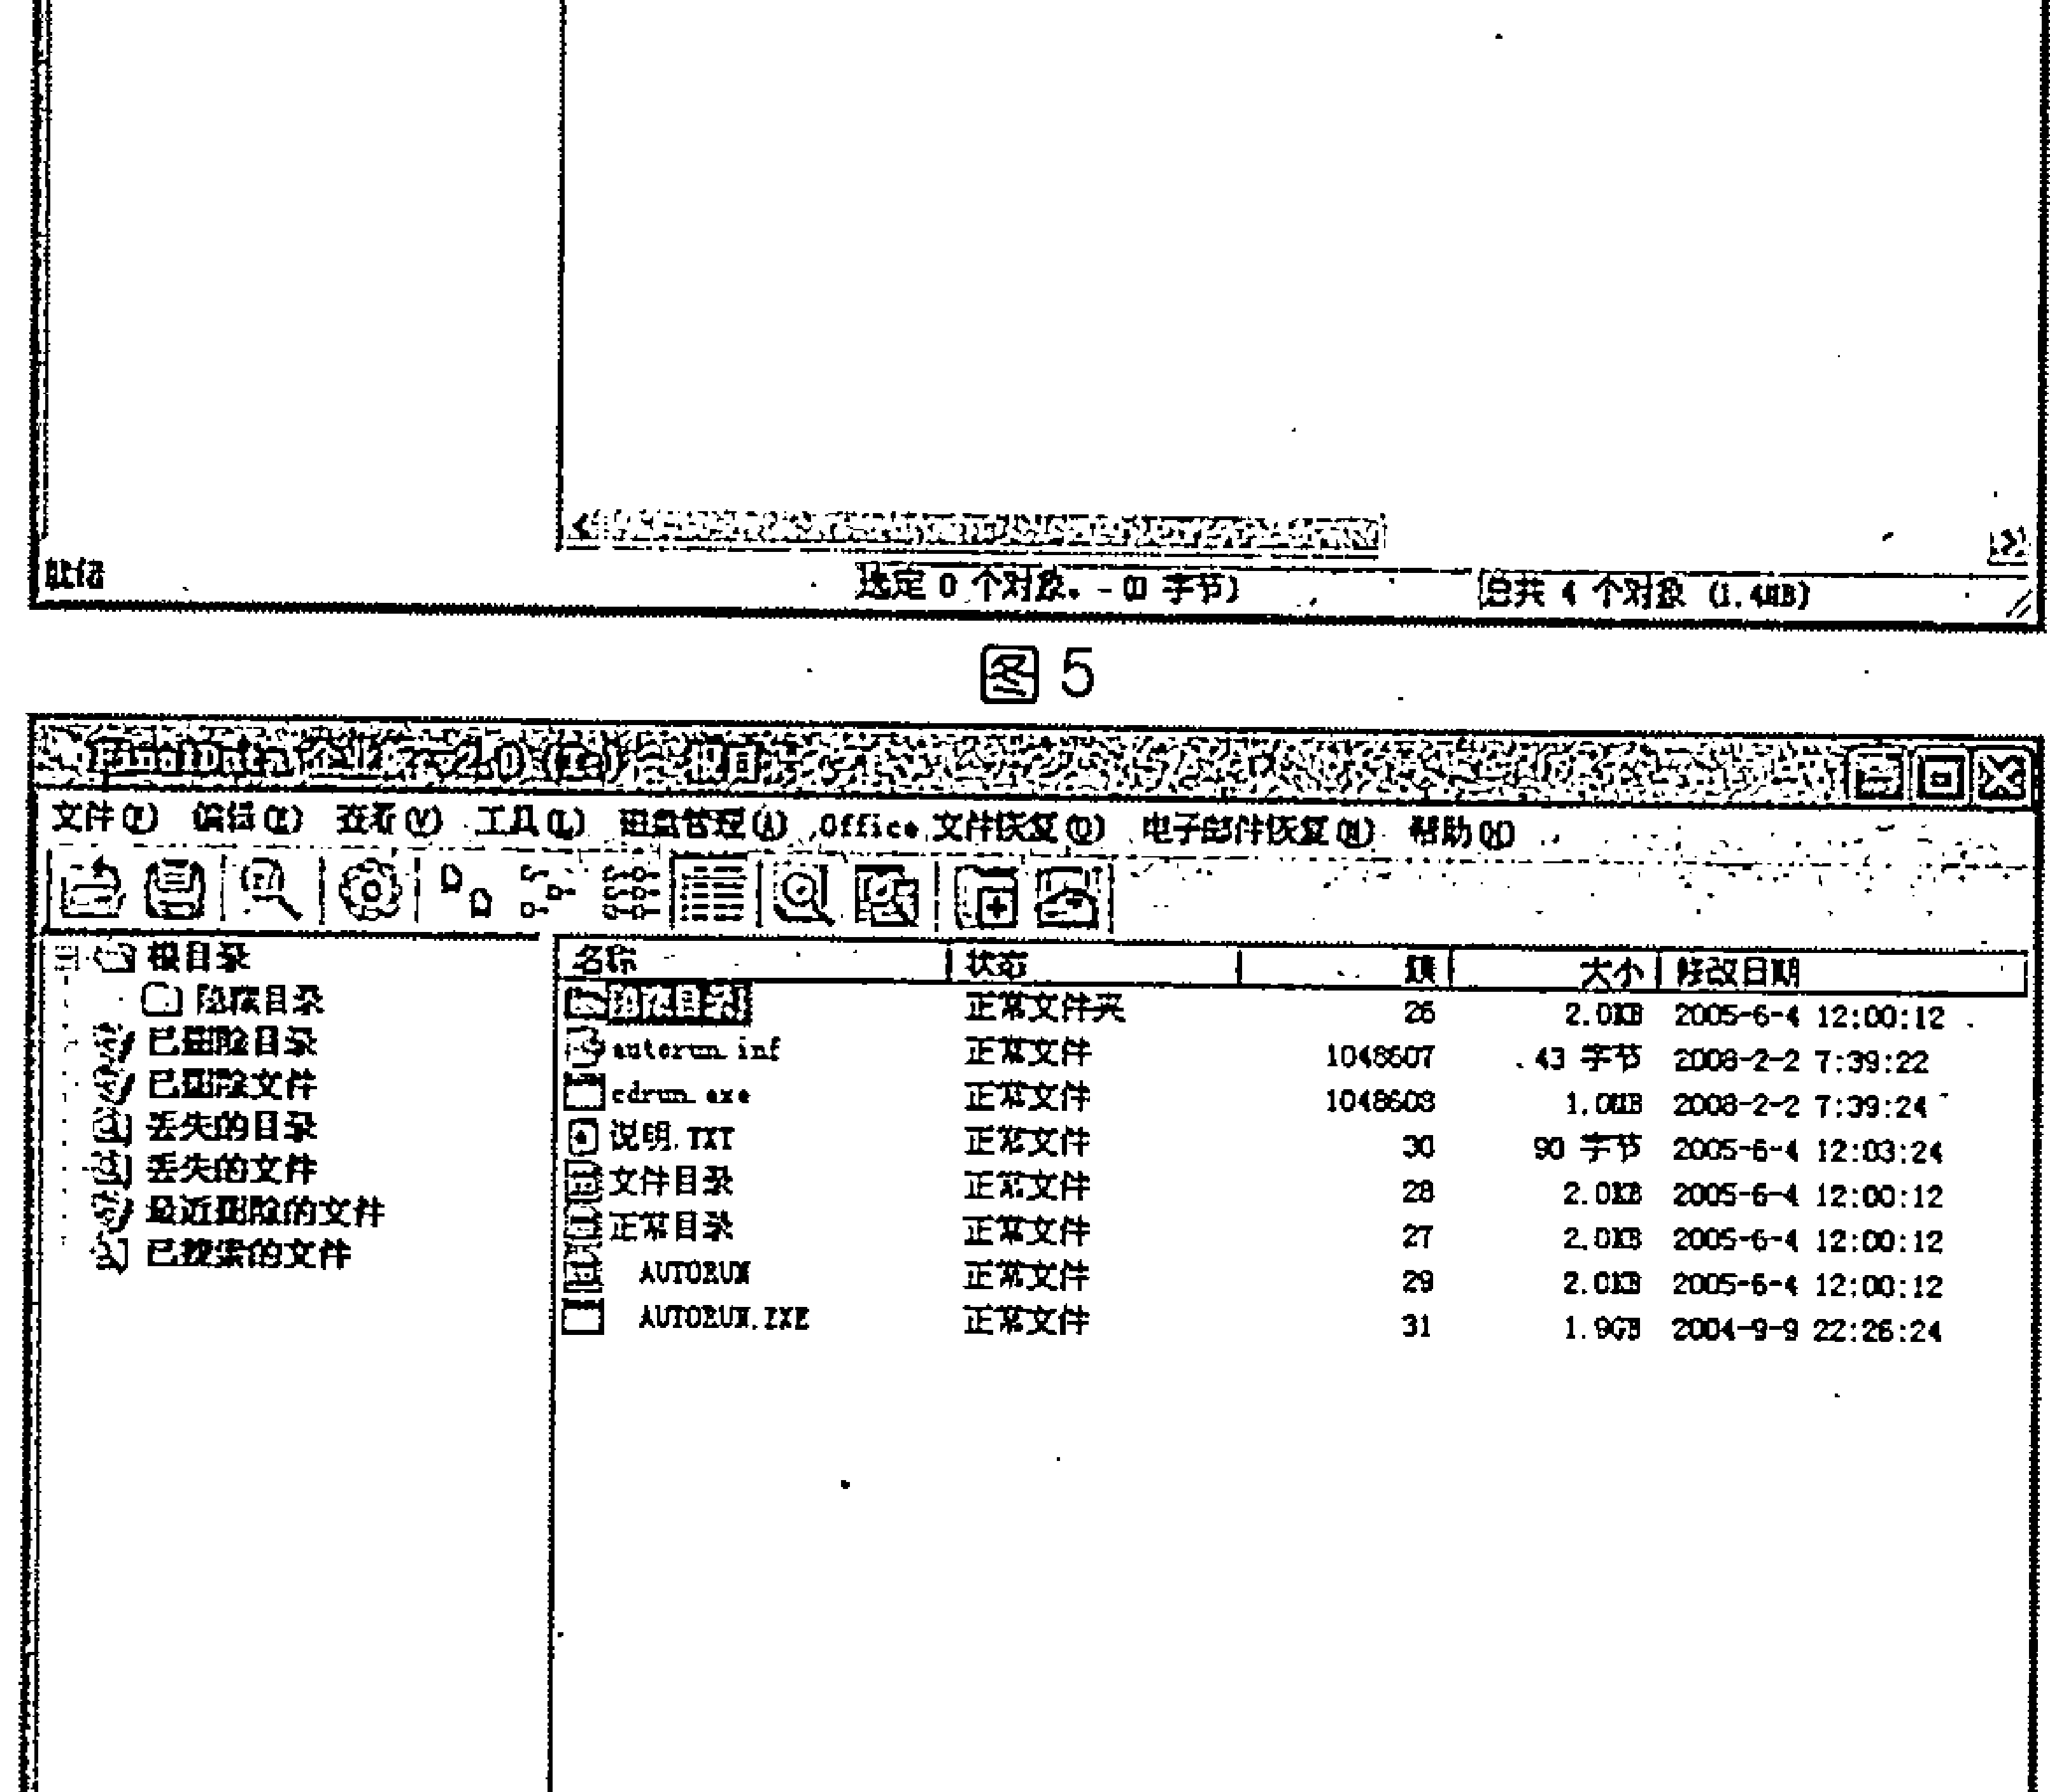 就绪
选定 0 个对象。 - (0 字节)
总共 4 个对象 (1.4MB)
图 5
FinalData 企业版 v2.0 - 根目录
文件(F) 编辑(E) 查看(V) 工具(L) 磁盘管理(A) Office 文件恢复(O) 电子邮件恢复(M) 帮助(H)
根目录
隐藏目录
已删除目录
已删除文件
丢失的目录
丢失的文件
最近删除的文件
已搜索的文件
名称 状态 簇 大小 修改日期
隐藏目录 正常文件夹 26 2.0KB 2005-6-4 12:00:12
autorun.inf 正常文件 1048607 43 字节 2008-2-2 7:39:22
cdrun.exe 正常文件 1048608 1.0MB 2008-2-2 7:39:24
说明.TXT 正常文件 30 90 字节 2005-6-4 12:03:24
文件目录 正常文件 28 2.0KB 2005-6-4 12:00:12
正常目录 正常文件 27 2.0KB 2005-6-4 12:00:12
AUTORUN 正常文件 29 2.0KB 2005-6-4 12:00:12
AUTORUN.EXE 正常文件 31 1.9GB 2004-9-9 22:26:24